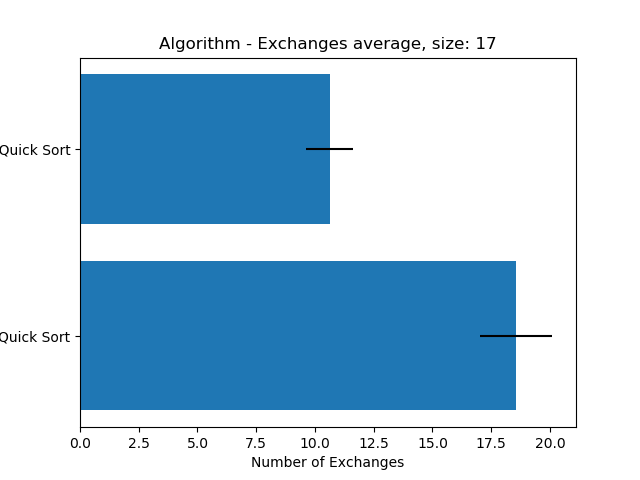 Algorithm - Exchanges average, size: 17
Quick Sort
Quick Sort
0.0 2.5 5.0 7.5 10.0 12.5 15.0 17.5 20.0
Number of Exchanges